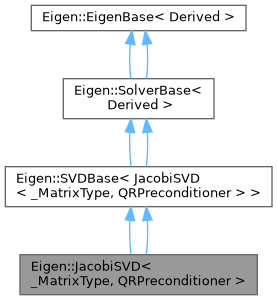 Eigen::EigenBase< Derived >
Eigen::SolverBase<
Derived >
Eigen::SVDBase< JacobiSVD
< _MatrixType, QRPreconditioner > >
Eigen::JacobiSVD<
_MatrixType, QRPreconditioner >